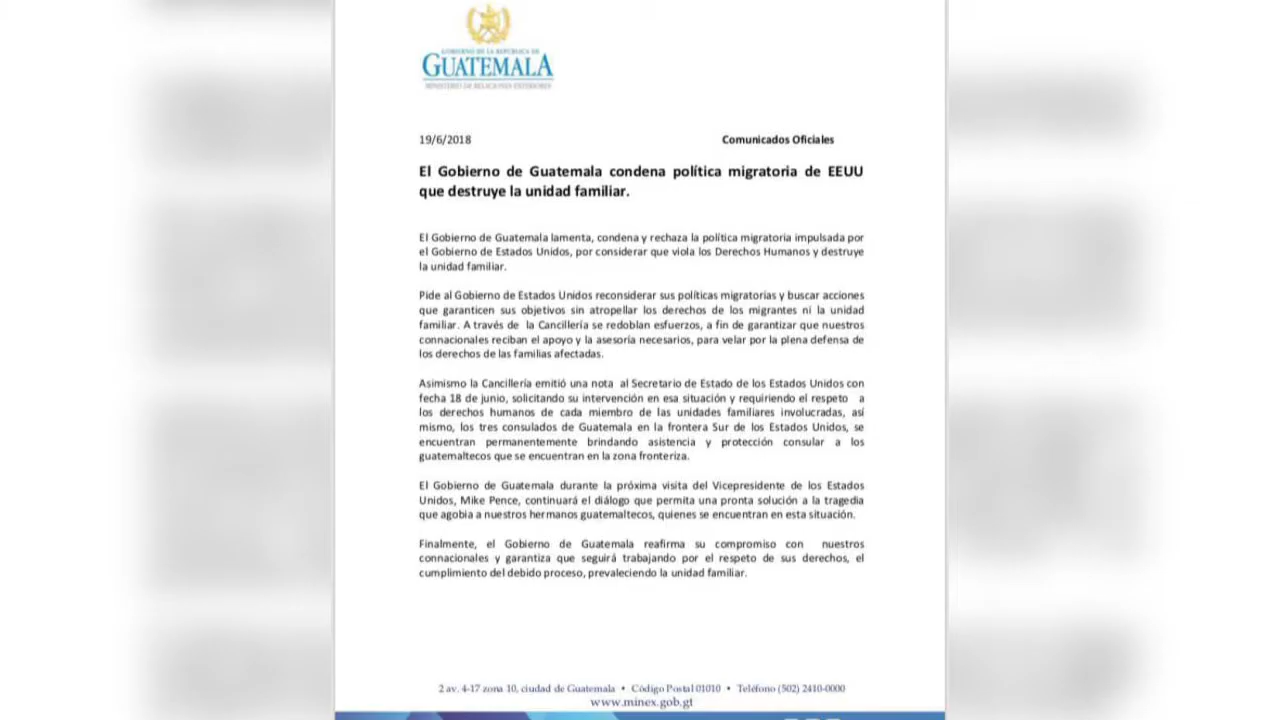 GOBIERNO DE LA REPÚBLICA DE
GUATEMALA
MINISTERIO DE RELACIONES EXTERIORES
19/6/2018 Comunicados Oficiales
El Gobierno de Guatemala condena política migratoria de EEUU
que destruye la unidad familiar.
El Gobierno de Guatemala lamenta, condena y rechaza la política migratoria impulsada por
el Gobierno de Estados Unidos, por considerar que viola los Derechos Humanos y destruye
la unidad familiar.
Pide al Gobierno de Estados Unidos reconsiderar sus políticas migratorias y buscar acciones
que garanticen sus objetivos sin atropellar los derechos de los migrantes ni la unidad
familiar. A través de la Cancillería se redoblan esfuerzos, a fin de garantizar que nuestros
connacionales reciban el apoyo y la asesoría necesarios, para velar por la plena defensa de
los derechos de las familias afectadas.
Asimismo la Cancillería emitió una nota al Secretario de Estado de los Estados Unidos con
fecha 18 de junio, solicitando su intervención en esa situación y requiriendo el respeto a
los derechos humanos de cada miembro de las unidades familiares involucradas, así
mismo, los tres consulados de Guatemala en la frontera Sur de los Estados Unidos, se
encuentran permanentemente brindando asistencia y protección consular a los
guatemaltecos que se encuentran en la zona fronteriza.
El Gobierno de Guatemala durante la próxima visita del Vicepresidente de los Estados
Unidos, Mike Pence, continuará el diálogo que permita una pronta solución a la tragedia
que agobia a nuestros hermanos guatemaltecos, quienes se encuentran en esta situación.
Finalmente, el Gobierno de Guatemala reafirma su compromiso con nuestros
connacionales y garantiza que seguirá trabajando por el respeto de sus derechos, el
cumplimiento del debido proceso, prevaleciendo la unidad familiar.
2 av. 4-17 zona 10, ciudad de Guatemala • Código Postal 01010 • Teléfono (502) 2410-0000
www.minex.gob.gt